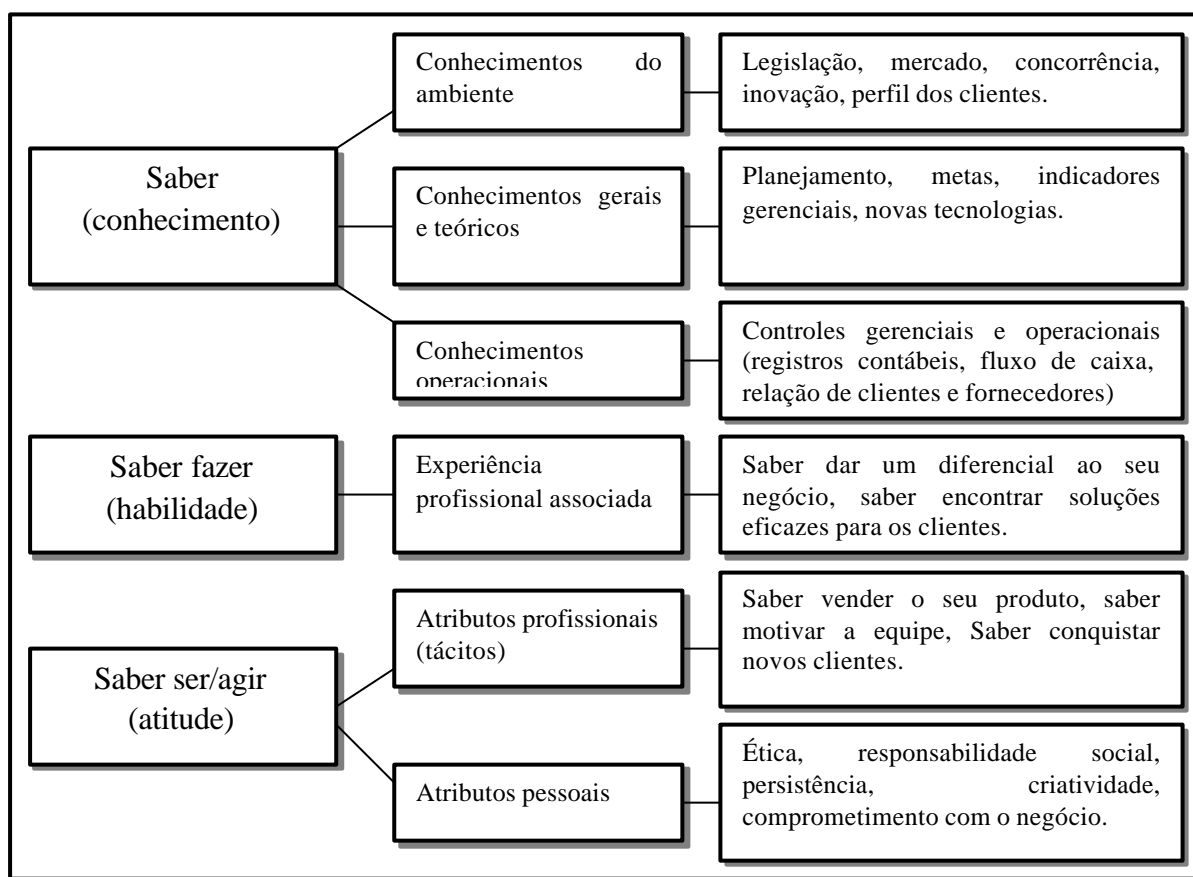 Saber
(conhecimento)
Conhecimentos do
ambiente
Legislação, mercado, concorrência,
inovação, perfil dos clientes.
Conhecimentos gerais
e teóricos
Planejamento, metas, indicadores
gerenciais, novas tecnologias.
Conhecimentos
operacionais
Controles gerenciais e operacionais
(registros contábeis, fluxo de caixa,
relação de clientes e fornecedores)
Saber fazer
(habilidade)
Experiência
profissional associada
Saber dar um diferencial ao seu
negócio, saber encontrar soluções
eficazes para os clientes.
Saber ser/agir
(atitude)
Atributos profissionais
(tácitos)
Saber vender o seu produto, saber
motivar a equipe, Saber conquistar
novos clientes.
Atributos pessoais
Ética, responsabilidade social,
persistência, criatividade,
comprometimento com o negócio.